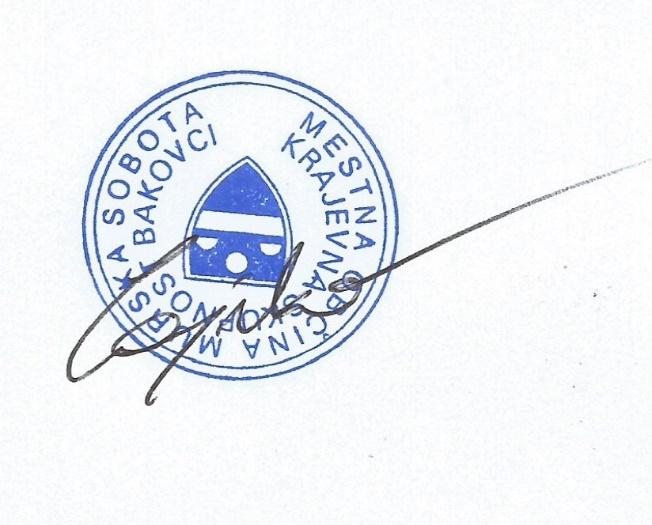 MESTNA OBČINA MURSKA SOBOTA
KRAJEVNA SKUPNOST BAKOVCI